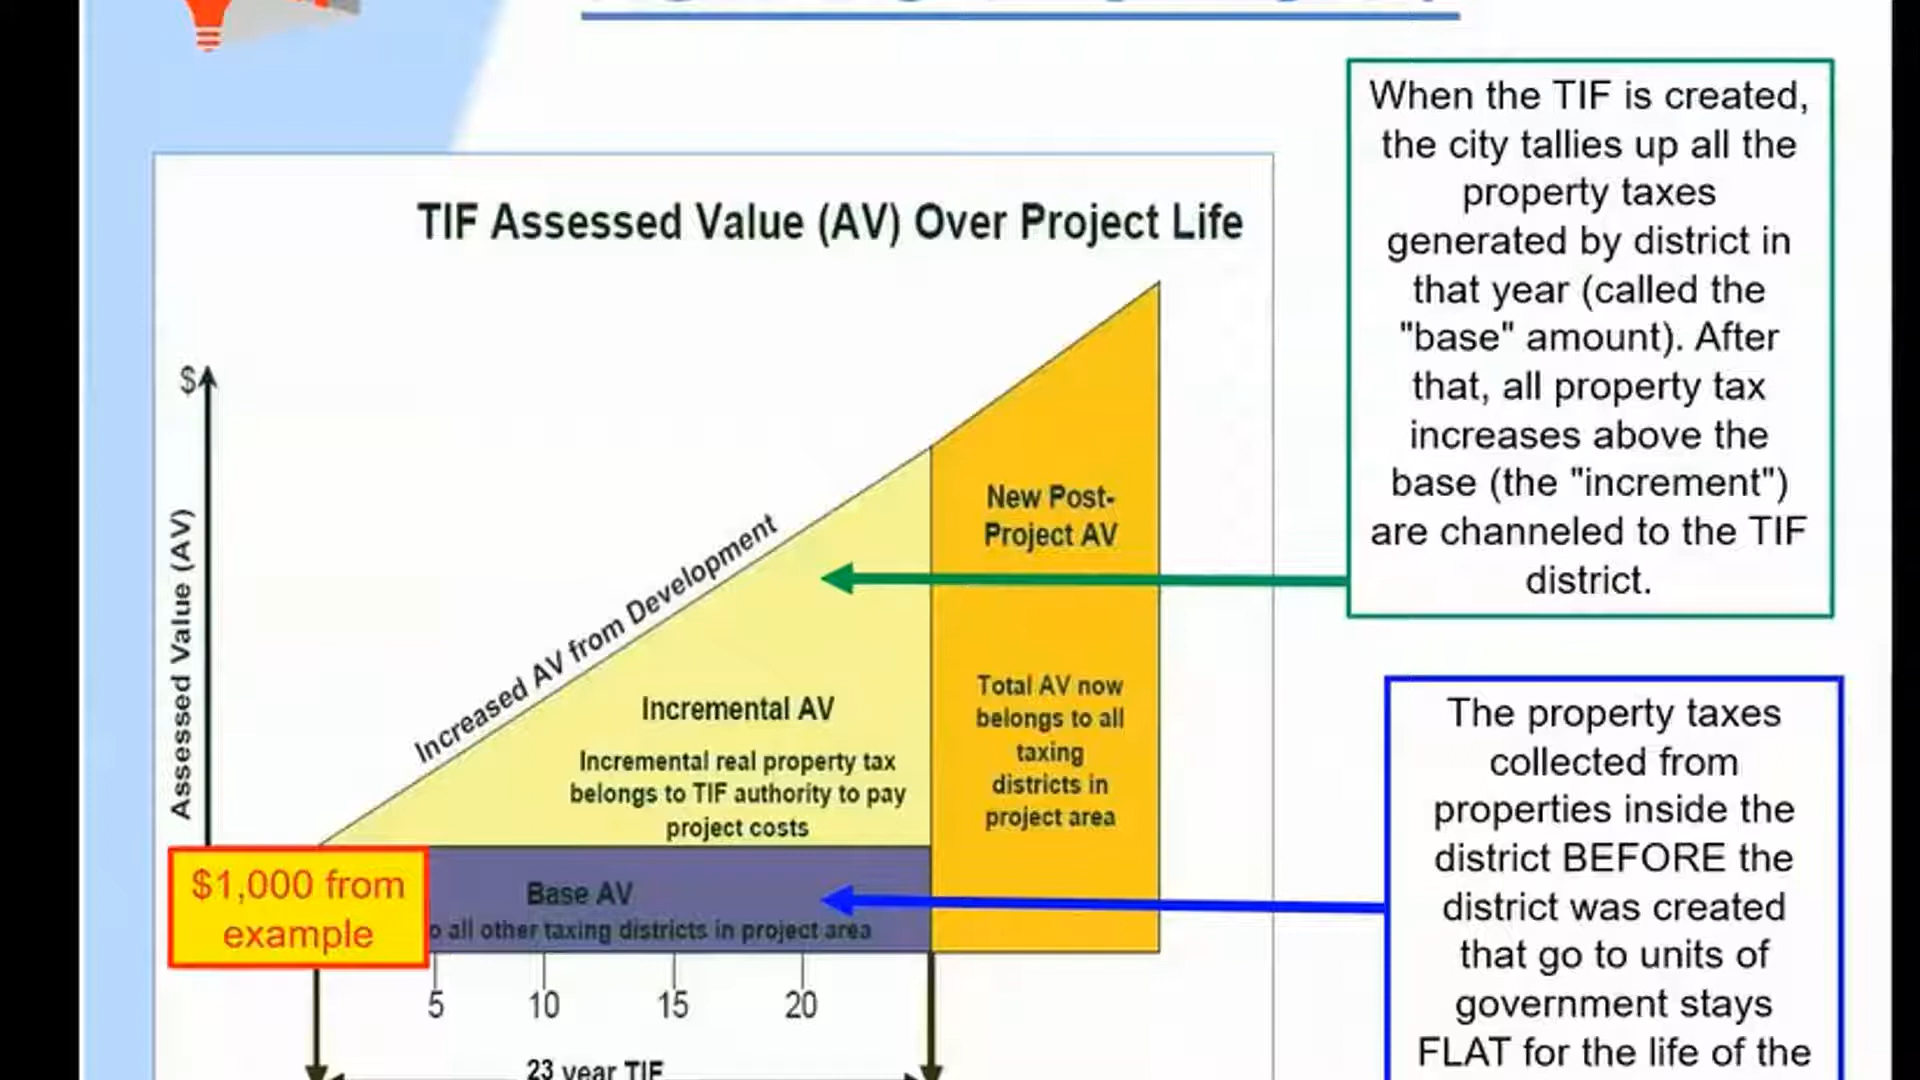 TIF Assessed Value (AV) Over Project Life
$
Assessed Value (AV)
Increased AV from Development
Incremental AV
Incremental real property tax
belongs to TIF authority to pay
project costs
New Post-
Project AV
Total AV now
belongs to all
taxing
districts in
project area
$1,000 from
example
Base AV
all other taxing districts in project area
5 10 15 20
23 year TIF
When the TIF is created,
the city tallies up all the
property taxes
generated by district in
that year (called the
"base" amount). After
that, all property tax
increases above the
base (the "increment")
are channeled to the TIF
district.
The property taxes
collected from
properties inside the
district BEFORE the
district was created
that go to units of
government stays
FLAT for the life of the